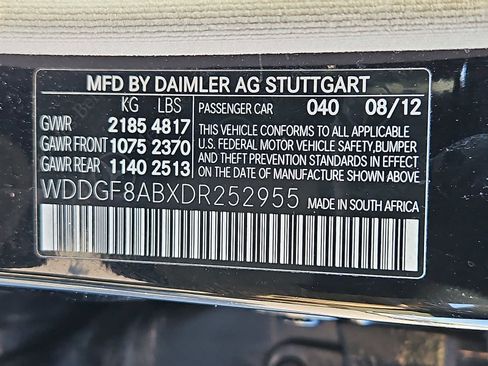 MFD BY DAIMLER AG STUTTGART
KG LBS PASSENGER CAR 040 08/12
GVWR 2185 4817 THIS VEHICLE CONFORMS TO ALL APPLICABLE
GAWR FRONT 1075 2370 U.S. FEDERAL MOTOR VEHICLE SAFETY,BUMPER
AND THEFT PREVENTION STANDARDS IN EFFECT
GAWR REAR 1140 2513 ON THE DATE OF MANUFACTURE SHOWN ABOVE
WDDGF8ABXDR252955 MADE IN SOUTH AFRICA